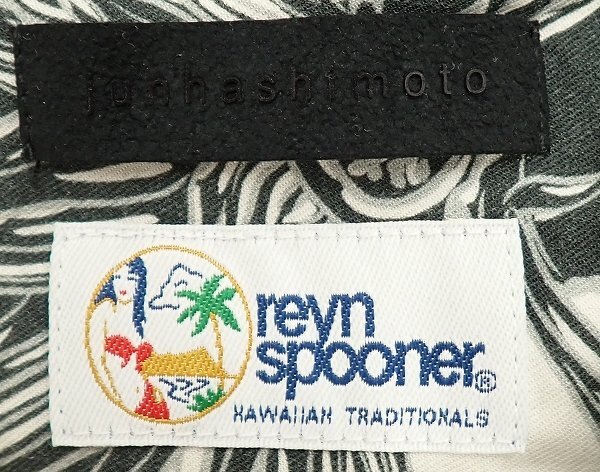 junhashimoto
reyn
spooner®
HAWAIIAN TRADITIONALS